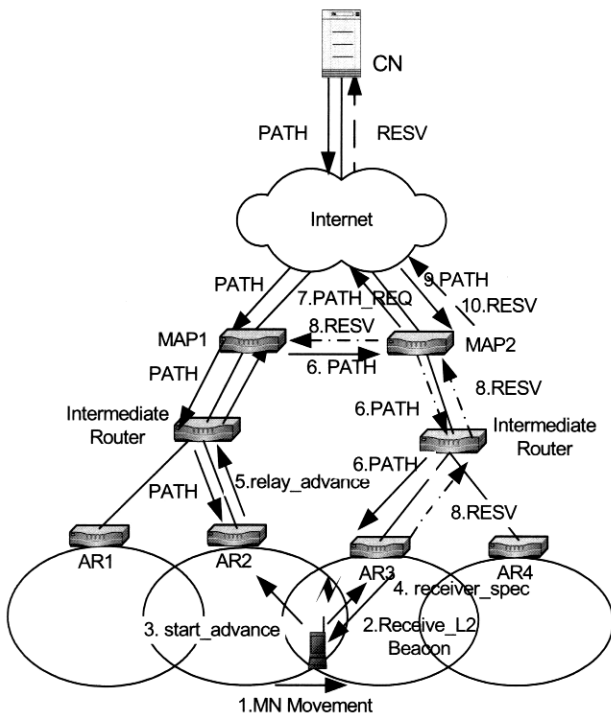 CN
PATH
RESV
Internet
PATH
9.PATH
7.PATH_REQ
10.RESV
8.RESV
MAP1
MAP2
6. PATH
PATH
8.RESV
6.PATH
Intermediate
Router
Intermediate
Router
6.PATH
5.relay_advance
PATH
8.RESV
AR1
AR2
AR3
AR4
4. receiver_spec
3. start_advance
2.Receive_L2
Beacon
1.MN Movement